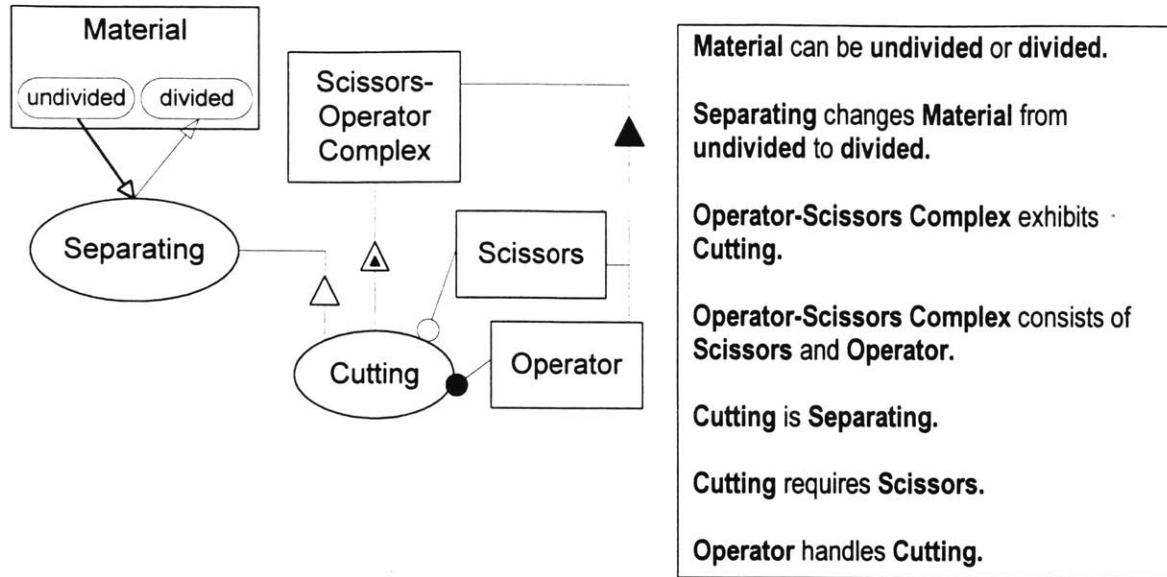 Material
undivided
divided
Scissors-
Operator
Complex
Separating
Scissors
Cutting
Operator
Material can be undivided or divided.
Separating changes Material from
undivided to divided.
Operator-Scissors Complex exhibits
Cutting.
Operator-Scissors Complex consists of
Scissors and Operator.
Cutting is Separating.
Cutting requires Scissors.
Operator handles Cutting.